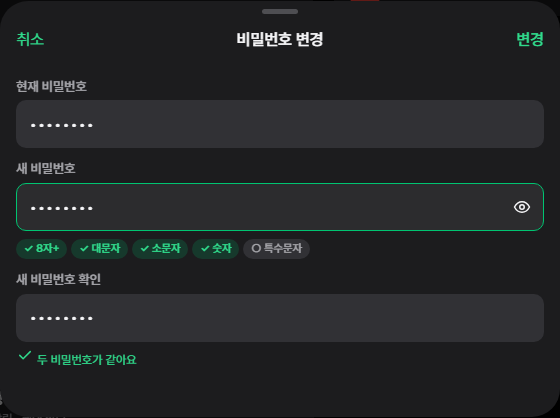 취소 비밀번호 변경 변경
현재 비밀번호
••••••••
새 비밀번호
••••••••
✓ 8자+ ✓ 대문자 ✓ 소문자 ✓ 숫자 ○ 특수문자
새 비밀번호 확인
••••••••
✓ 두 비밀번호가 같아요